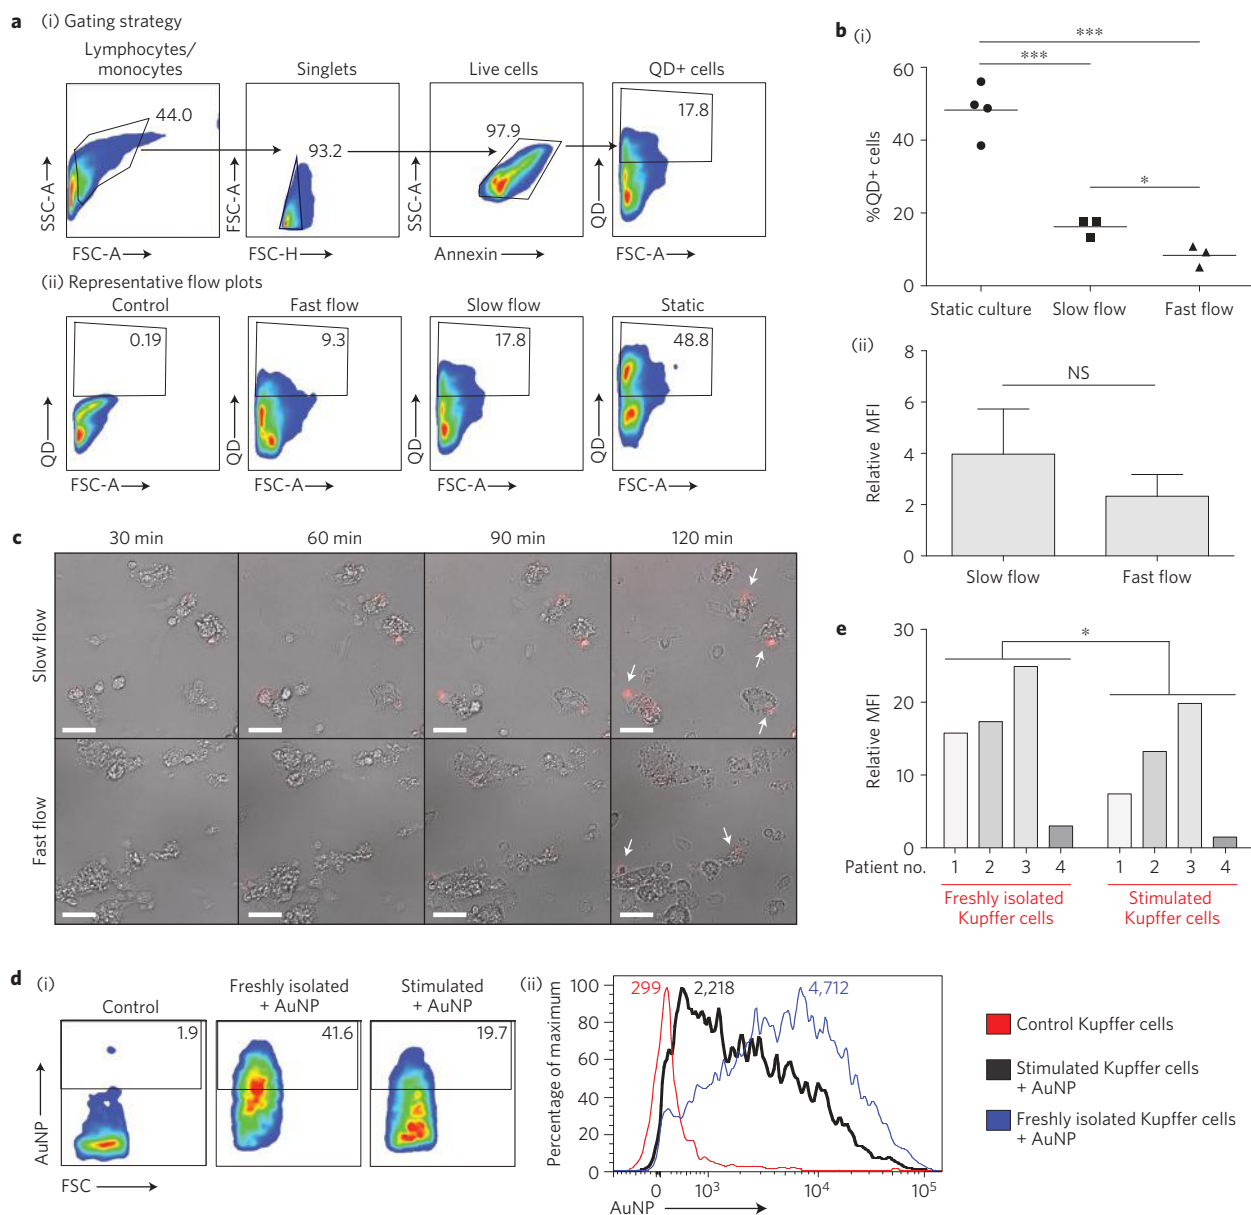 a (i) Gating strategy
Lymphocytes/
monocytes
Singlets
Live cells
QD+ cells
44.0
93.2
97.9
17.8
SSC-A
FSC-A
FSC-A
FSC-H
SSC-A
Annexin
QD
FSC-A
(ii) Representative flow plots
Control
Fast flow
Slow flow
Static
0.19
9.3
17.8
48.8
QD
FSC-A
QD
FSC-A
QD
FSC-A
QD
FSC-A
b (i)
***
***
*
60
40
20
0
%QD+ cells
Static culture
Slow flow
Fast flow
(ii)
8
6
4
2
0
NS
Relative MFI
Slow flow
Fast flow
c
30 min
60 min
90 min
120 min
Slow flow
Fast flow
e
30
20
10
0
*
Relative MFI
Patient no.
1 2 3 4
1 2 3 4
Freshly isolated
Kupffer cells
Stimulated
Kupffer cells
d (i)
Control
Freshly isolated
+ AuNP
Stimulated
+ AuNP
1.9
41.6
19.7
AuNP
FSC
(ii)
100
80
60
40
20
0
Percentage of maximum
299
2,218
4,712
0
10³
10⁴
10⁵
AuNP
Control Kupffer cells
Stimulated Kupffer cells
+ AuNP
Freshly isolated Kupffer cells
+ AuNP